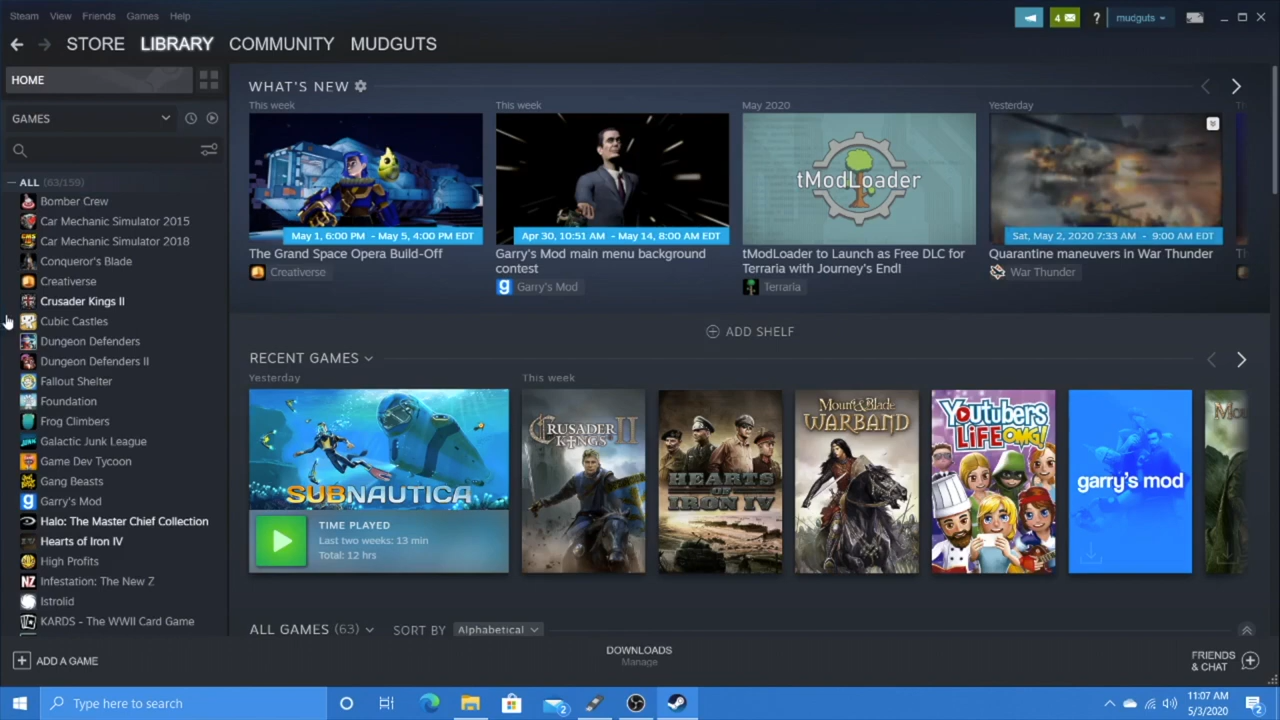 Steam View Friends Games Help
4 ? mudguts
STORE LIBRARY COMMUNITY MUDGUTS
HOME
GAMES
ALL (63/159)
Bomber Crew
Car Mechanic Simulator 2015
Car Mechanic Simulator 2018
Conqueror's Blade
Creativerse
Crusader Kings II
Cubic Castles
Dungeon Defenders
Dungeon Defenders II
Fallout Shelter
Foundation
Frog Climbers
Galactic Junk League
Game Dev Tycoon
Gang Beasts
Garry's Mod
Halo: The Master Chief Collection
Hearts of Iron IV
High Profits
Infestation: The New Z
Istrolid
KARDS - The WWII Card Game
ADD A GAME
WHAT'S NEW
This week
May 1, 6:00 PM - May 5, 4:00 PM EDT
The Grand Space Opera Build-Off
Creativerse
This week
Apr 30, 10:51 AM - May 14, 8:00 AM EDT
Garry's Mod main menu background
contest
g Garry's Mod
May 2020
tModLoader
tModLoader to Launch as Free DLC for
Terraria with Journey's End!
Terraria
Yesterday
Sat, May 2, 2020 7:33 AM - 9:00 AM EDT
Quarantine maneuvers in War Thunder
War Thunder
ADD SHELF
RECENT GAMES
Yesterday
SUBNAUTICA
TIME PLAYED
Last two weeks: 13 min
Total: 12 hrs
This week
CRUSADER
KINGS II
HEARTS
OF
IRON IV
Mount&Blade
WARBAND
Youtubers
LIFE OMG!
garry's mod
ALL GAMES (63) SORT BY Alphabetical
DOWNLOADS
Manage
FRIENDS
& CHAT
Type here to search
2
11:07 AM
5/3/2020
2